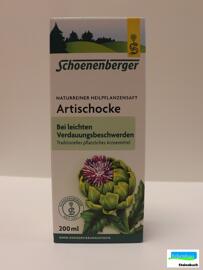 Schoenenberger
NATURREINER HEILPFLANZENSAFT
Artischocke
Bei leichten
Verdauungsbeschwerden
Traditionelles pflanzliches Arzneimittel
200 ml